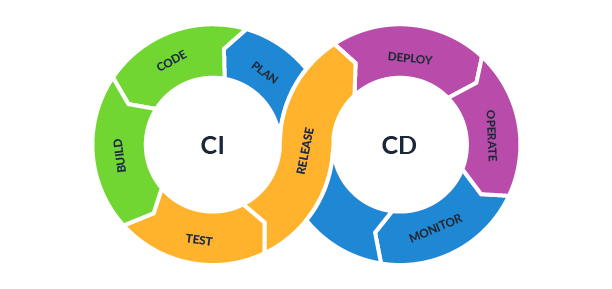 PLAN
CODE
BUILD
TEST
RELEASE
DEPLOY
OPERATE
MONITOR
CI
CD